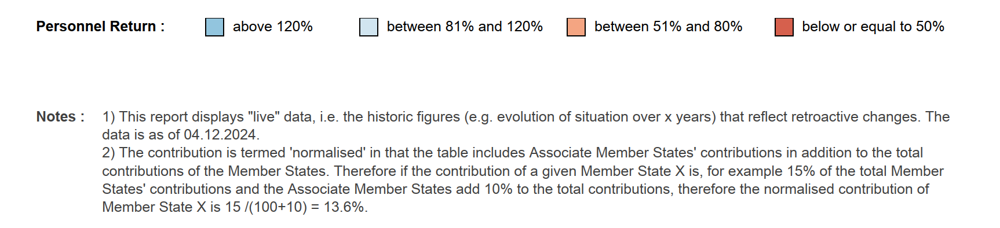 Personnel Return : above 120% between 81% and 120% between 51% and 80% below or equal to 50%
Notes : 1) This report displays "live" data, i.e. the historic figures (e.g. evolution of situation over x years) that reflect retroactive changes. The
data is as of 04.12.2024.
2) The contribution is termed 'normalised' in that the table includes Associate Member States' contributions in addition to the total
contributions of the Member States. Therefore if the contribution of a given Member State X is, for example 15% of the total Member
States' contributions and the Associate Member States add 10% to the total contributions, therefore the normalised contribution of
Member State X is 15 /(100+10) = 13.6%.